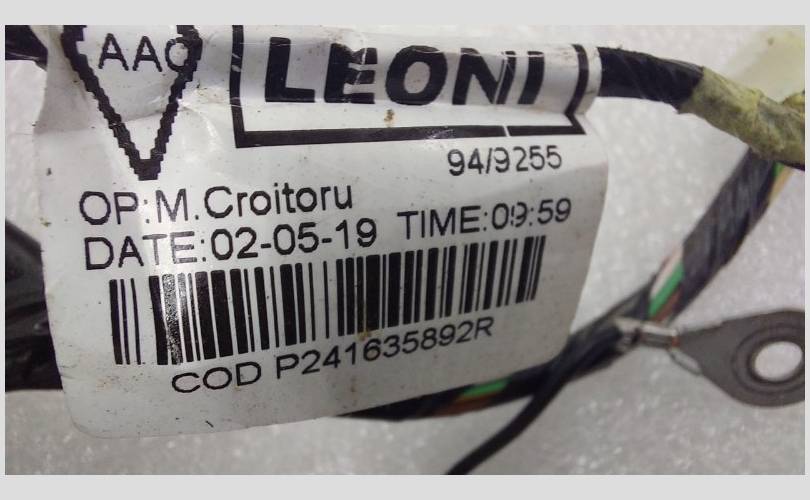 AAC
LEONI
94/9255
OP:M.Croitoru
DATE:02-05-19 TIME:09:59
COD P241635892R